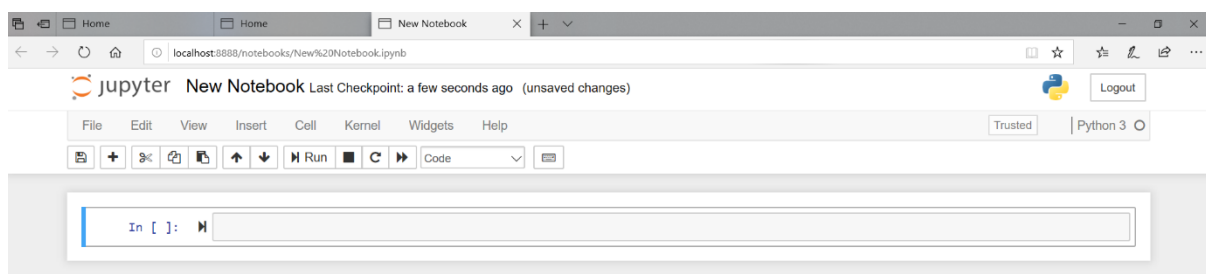 Home Home New Notebook
localhost:8888/notebooks/New%20Notebook.ipynb
jupyter New Notebook Last Checkpoint: a few seconds ago (unsaved changes)
Logout
File Edit View Insert Cell Kernel Widgets Help Trusted Python 3
Run Code
In [ ]: